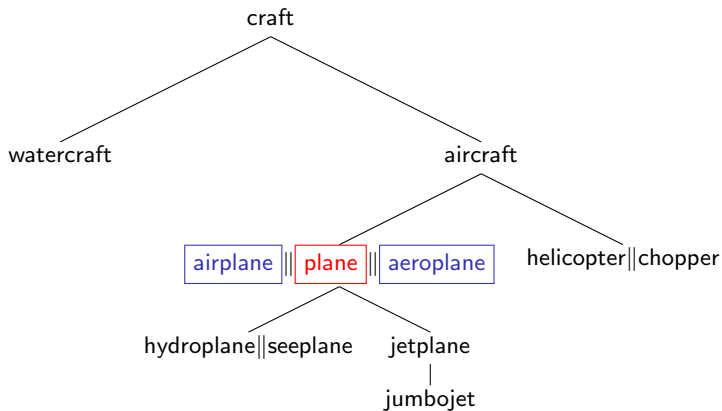 craft
watercraft aircraft
airplane || plane || aeroplane helicopter||chopper
hydroplane||seeplane jetplane
jumbojet